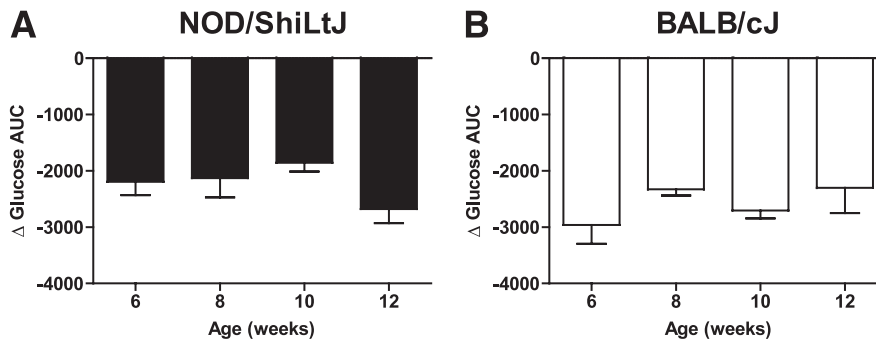 A NOD/ShiLtJ
0
-1000
-2000
-3000
-4000
Δ Glucose AUC
6 8 10 12
Age (weeks)
B BALB/cJ
0
-1000
-2000
-3000
-4000
Δ Glucose AUC
6 8 10 12
Age (weeks)